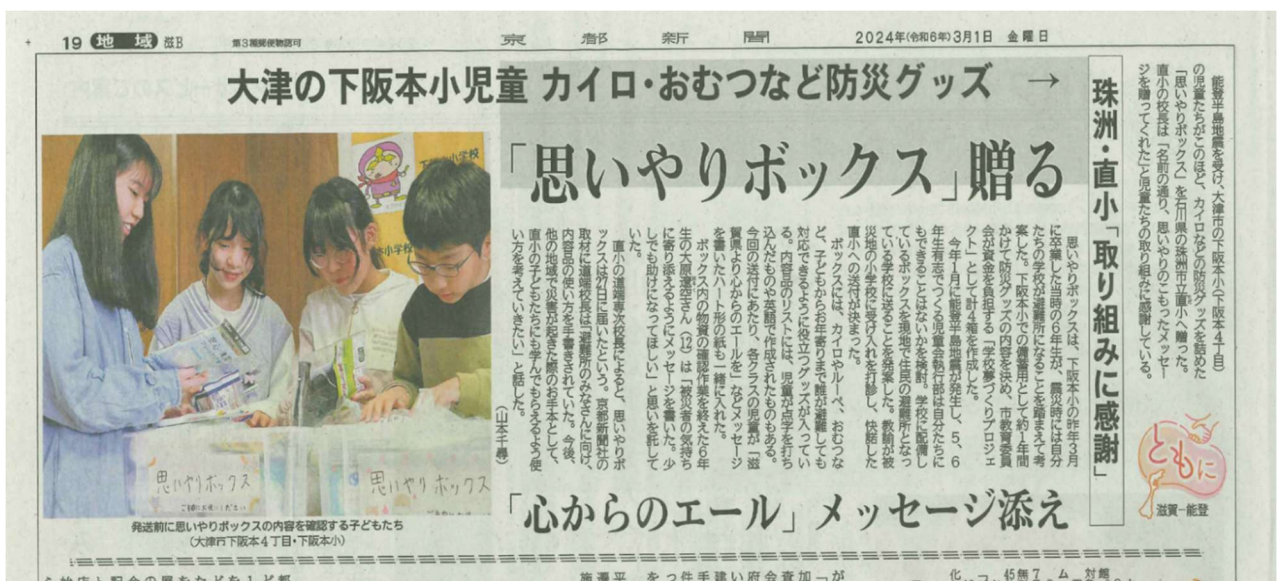 19 地域 滋B
第3種郵便物認可
京都新聞
2024年(令和6年)3月1日 金曜日
大津の下阪本小児童 カイロ・おむつなど防災グッズ →
珠洲・直小「取り組みに感謝」
「思いやりボックス」贈る
能登半島地震を受け、大津市の下阪本小(下阪本4丁目)
の児童たちがこのほど、カイロなどの防災グッズを詰めた
「思いやりボックス」を石川県の珠洲市立直小へ贈った。
直小の校長は「名前の通り、思いやりのこもったメッセー
ジを贈ってくれた」と児童たちの取り組みに感謝している。
思いやりボックスは、下阪本小の昨年3月
に卒業した当時の6年生が、震災時には自分
たちの学校が避難所になることを踏まえて考
案した。下阪本小での備蓄用として約1年間
かけて防災グッズの内容を決め、市教育委員
会が資金を負担する「学校夢づくりプロジェ
クト」として計4箱を作成した。
今年1月に能登半島地震が発生し、5、6
年生有志でつくる児童会執行部は自分たちに
もできることはないかを検討。学校に配備し
ているボックスを現地で住民の避難所となっ
ている学校に送ることを発案した。教諭が被
災地の小学校に受け入れを打診し、快諾した
直小への送付が決まった。
ボックスには、カイロやルーペ、おむつな
ど、子どもからお年寄りまで誰が避難しても
対応できるように役立つグッズが入ってい
る。内容品のリストには、児童が点字を打ち
込んだものや英語で作成されたものもある。
今回の送付にあたり、各クラスの児童が「滋
賀県より心からのエールを」などメッセージ
を書いたハート形の紙も一緒に入れた。
ボックス内の物資の確認作業を終えた6年
生の大原遼空さん(12)は「被災者の気持ち
に寄り添えるようにメッセージを書いた。少
しでも助けになってほしい」と思いを託して
いた。
直小の道端専次校長によると、思いやりボ
ックスは27日に届いたという。京都新聞社の
取材に道端校長は「避難所のみなさんに向け、
内容品の使い方を手書きされていた。今後、
他の地域で災害が起きた際のお手本として、
直小の子どもたちにも学んでもらえるよう使
い方を考えていきたい」と話した。
(山本千尋)
「心からのエール」メッセージ添え
ともに
滋賀―能登
思いやりボックス
思いやりボックス
発送前に思いやりボックスの内容を確認する子どもたち
(大津市下阪本4丁目・下阪本小)